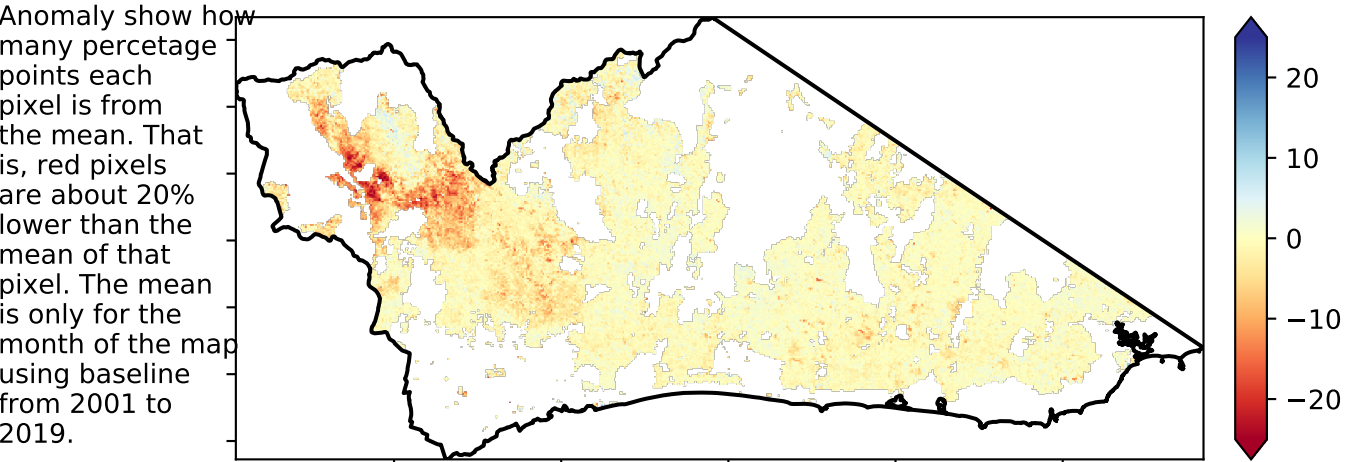 Anomaly show how
many percetage
points each
pixel is from
the mean. That
is, red pixels
are about 20%
lower than the
mean of that
pixel. The mean
is only for the
month of the map
using baseline
from 2001 to
2019.
20
10
0
−10
−20